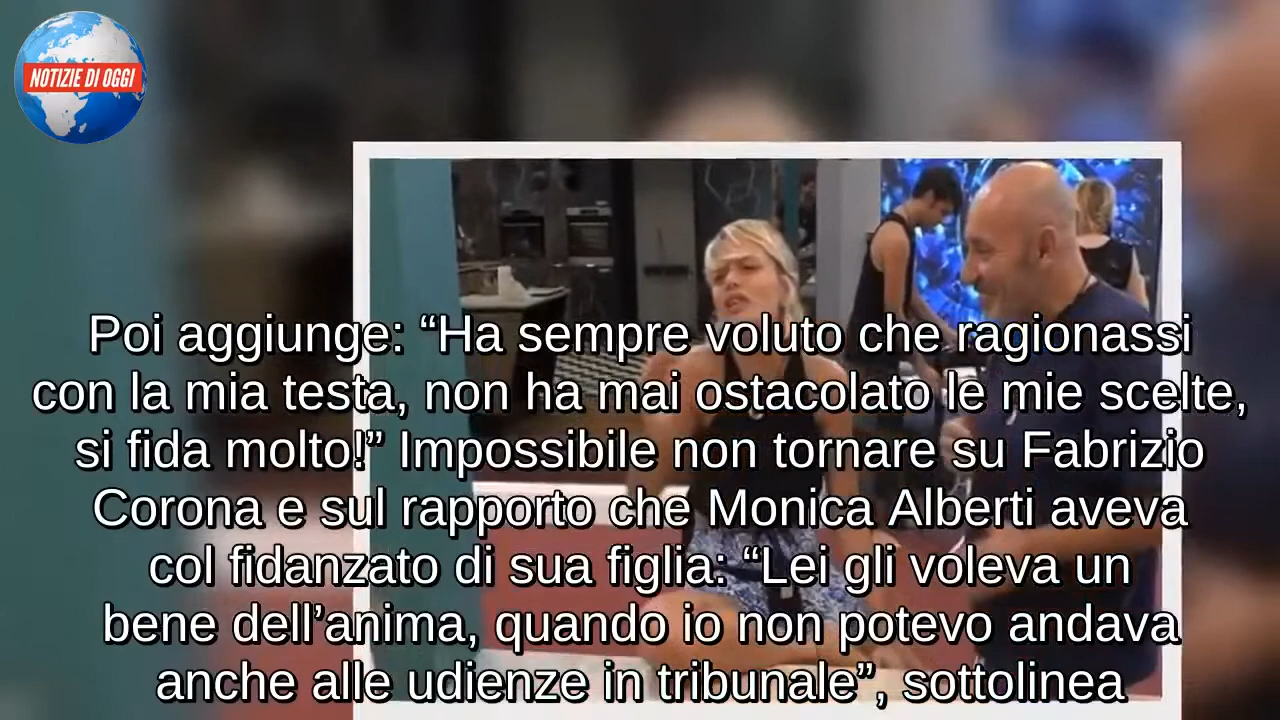 NOTIZIE DI OGGI
Poi aggiunge: “Ha sempre voluto che ragionassi
con la mia testa, non ha mai ostacolato le mie scelte,
si fida molto!” Impossibile non tornare su Fabrizio
Corona e sul rapporto che Monica Alberti aveva
col fidanzato di sua figlia: “Lei gli voleva un
bene dell’anima, quando io non potevo andava
anche alle udienze in tribunale”, sottolinea